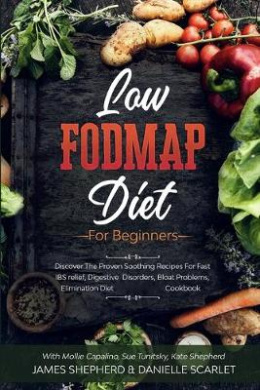 Low
FODMAP
Diet
For Beginners
Discover The Proven Soothing Recipes For Fast
IBS relief, Digestive Disorders, Bloat Problems,
Elimination Diet Cookbook
With Mollie Capalino, Sue Tunitsky, Kate Shepherd
JAMES SHEPHERD & DANIELLE SCARLET